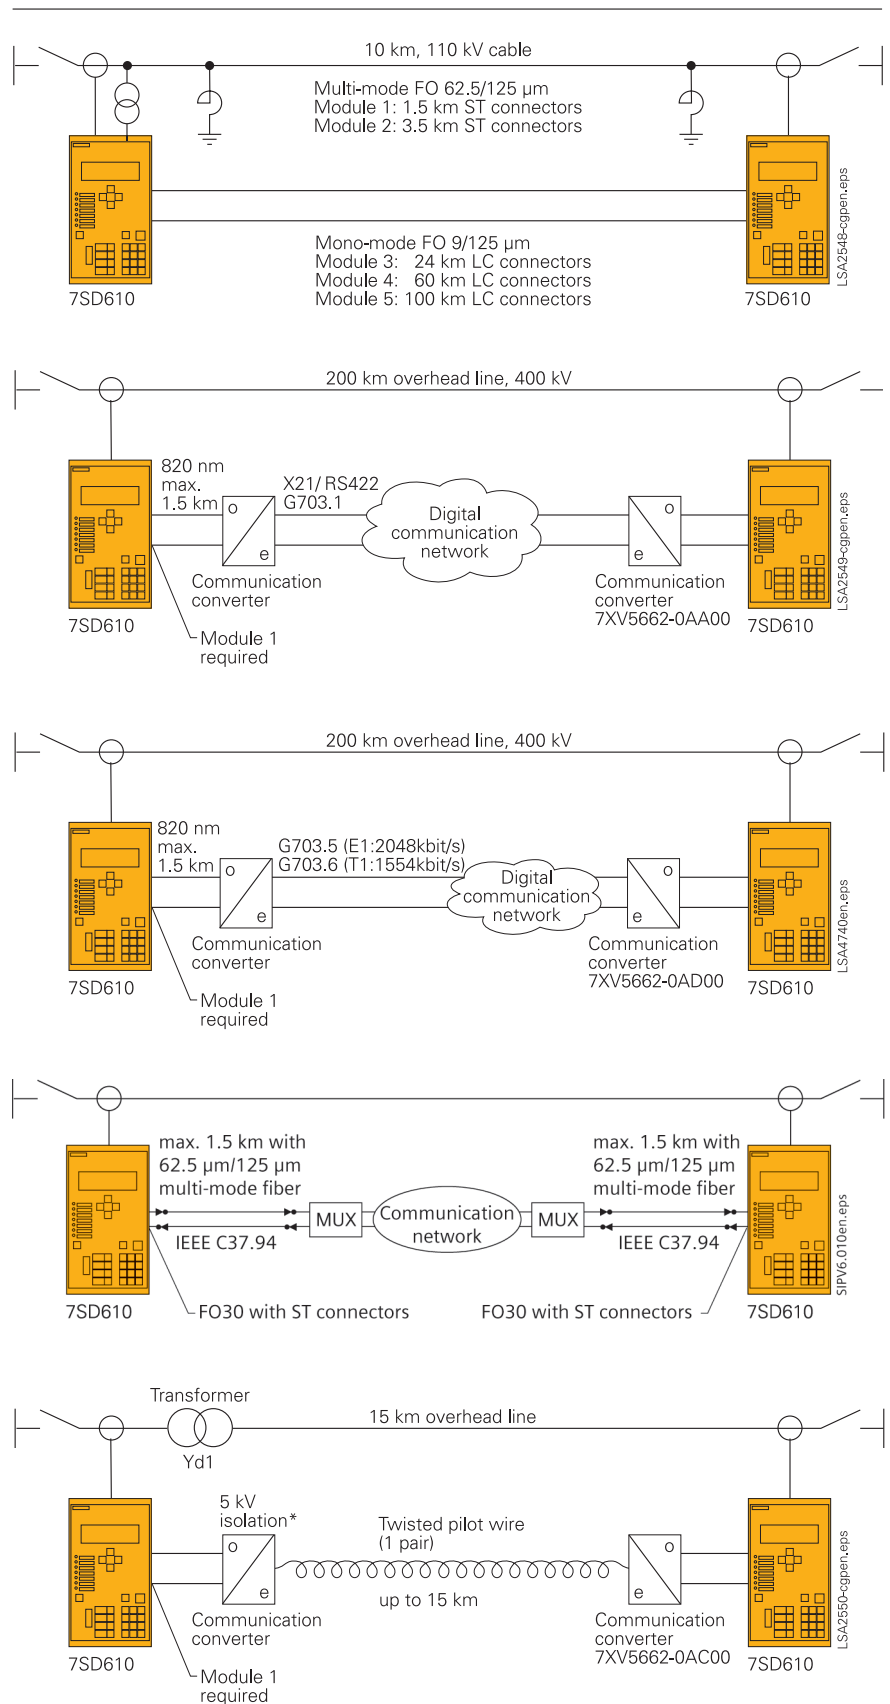 10 km, 110 kV cable
Multi-mode FO 62.5/125 µm
Module 1: 1.5 km ST connectors
Module 2: 3.5 km ST connectors
Mono-mode FO 9/125 µm
Module 3: 24 km LC connectors
Module 4: 60 km LC connectors
Module 5: 100 km LC connectors
7SD610
7SD610
LSA2548-cgpen.eps
200 km overhead line, 400 kV
820 nm
max.
1.5 km
X21/ RS422
G703.1
o
e
Digital
communication
network
o
e
Communication
converter
Communication
converter
7XV5662-0AA00
7SD610
7SD610
Module 1
required
LSA2549-cgpen.eps
200 km overhead line, 400 kV
820 nm
max.
1.5 km
G703.5 (E1:2048kbit/s)
G703.6 (T1:1554kbit/s)
o
e
Digital
communication
network
o
e
Communication
converter
Communication
converter
7XV5662-0AD00
7SD610
7SD610
Module 1
required
LSA4740en.eps
max. 1.5 km with
62.5 µm/125 µm
multi-mode fiber
max. 1.5 km with
62.5 µm/125 µm
multi-mode fiber
MUX
Communication
network
MUX
IEEE C37.94
IEEE C37.94
7SD610
FO30 with ST connectors
FO30 with ST connectors
7SD610
SIPV6.010en.eps
Transformer
Yd1
15 km overhead line
5 kV
isolation*
o
e
Twisted pilot wire
(1 pair)
up to 15 km
o
e
Communication
converter
Communication
converter
7XV5662-0AC00
7SD610
7SD610
Module 1
required
LSA2550-cgpen.eps